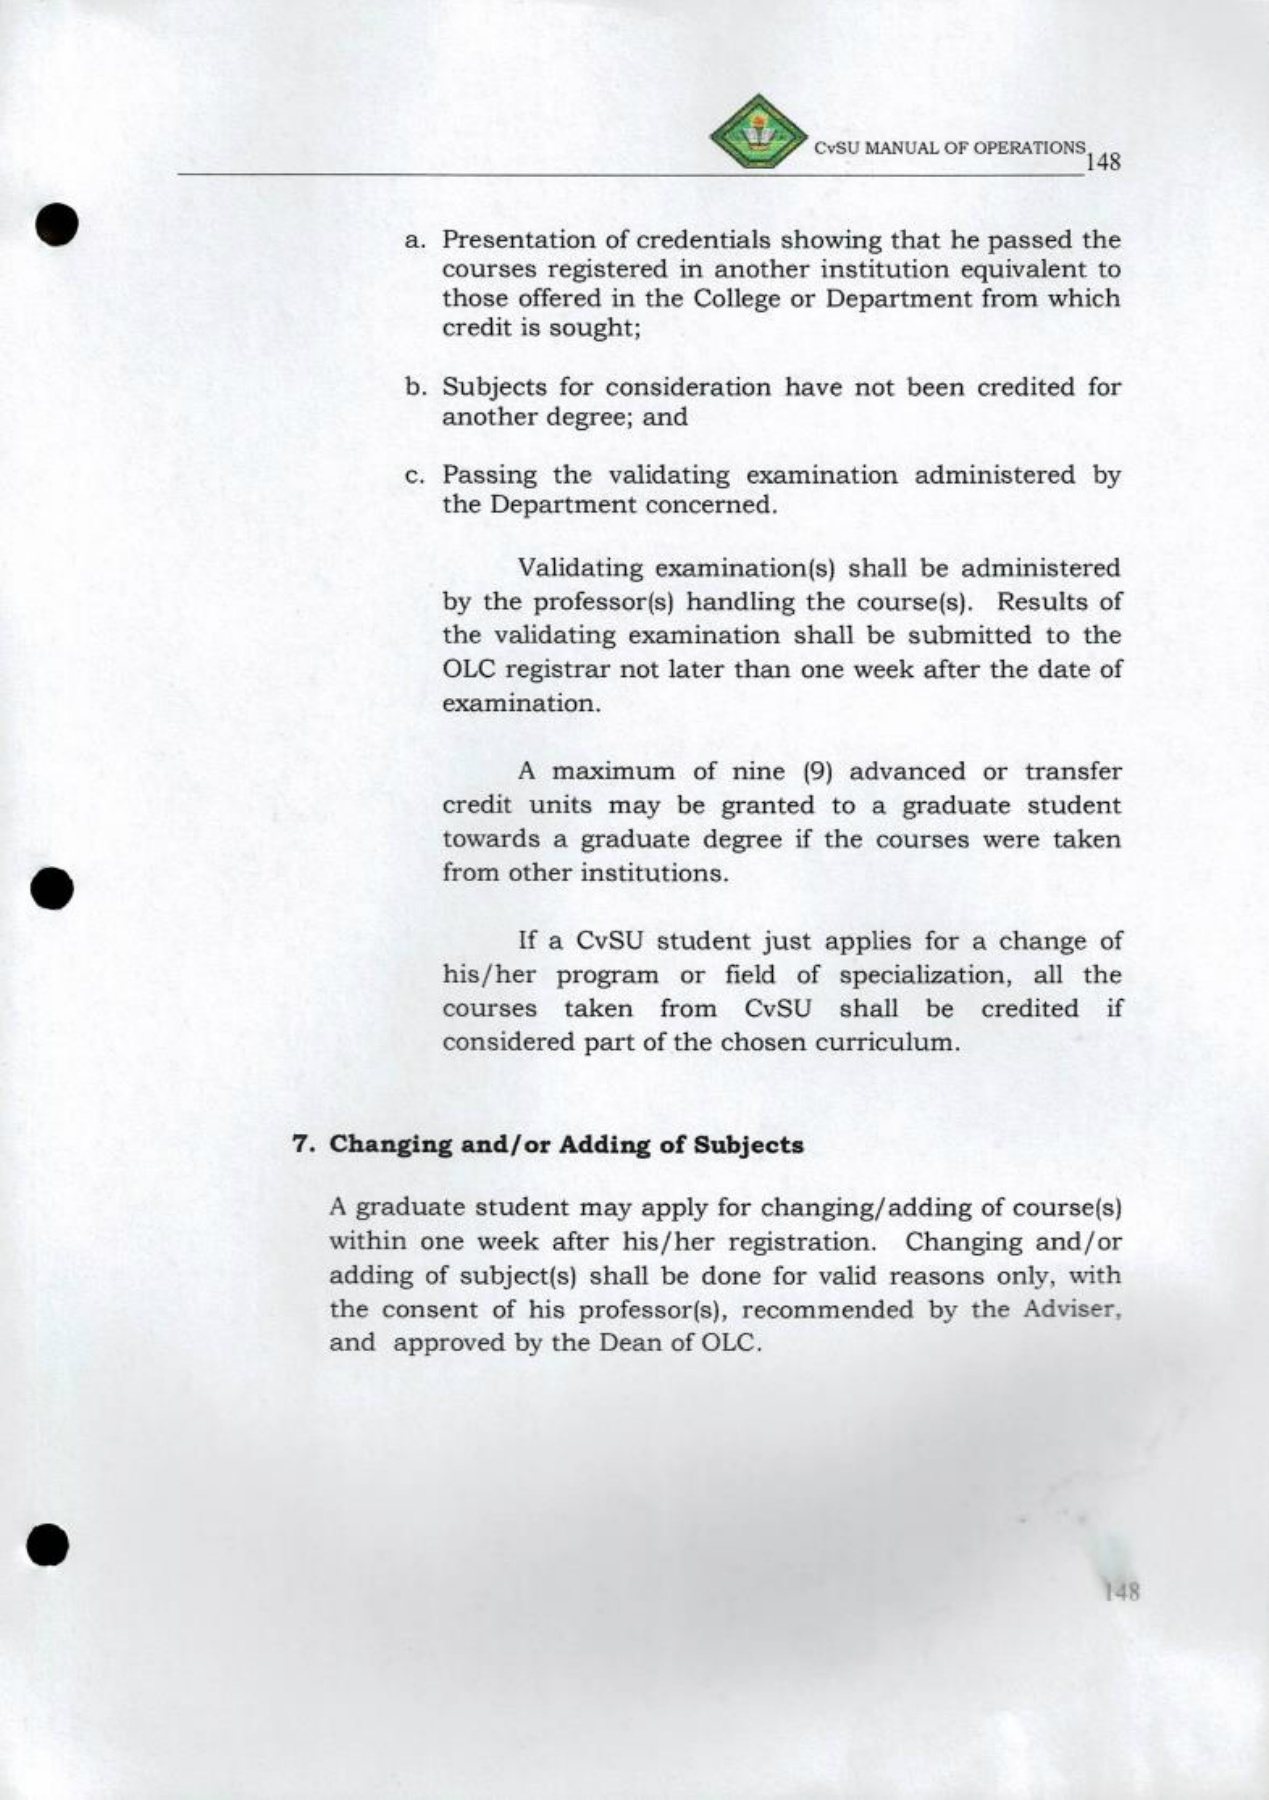 CvSU MANUAL OF OPERATIONS 148
a. Presentation of credentials showing that he passed the
courses registered in another institution equivalent to
those offered in the College or Department from which
credit is sought;
b. Subjects for consideration have not been credited for
another degree; and
c. Passing the validating examination administered by
the Department concerned.
Validating examination(s) shall be administered
by the professor(s) handling the course(s). Results of
the validating examination shall be submitted to the
OLC registrar not later than one week after the date of
examination.
A maximum of nine (9) advanced or transfer
credit units may be granted to a graduate student
towards a graduate degree if the courses were taken
from other institutions.
If a CvSU student just applies for a change of
his/her program or field of specialization, all the
courses taken from CvSU shall be credited if
considered part of the chosen curriculum.
7. Changing and/or Adding of Subjects
A graduate student may apply for changing/adding of course(s)
within one week after his/her registration. Changing and/or
adding of subject(s) shall be done for valid reasons only, with
the consent of his professor(s), recommended by the Adviser,
and approved by the Dean of OLC.
148